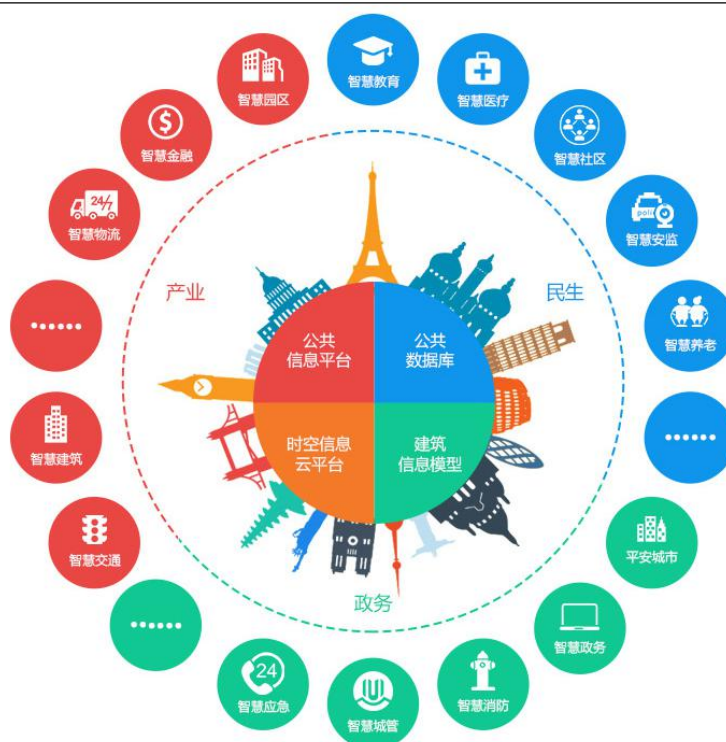 智慧教育
智慧医疗
智慧社区
poli
智慧安监
智慧养老
......
平安城市
智慧政务
智慧消防
智慧城管
24
智慧应急
......
智慧交通
智慧建筑
......
24/7
智慧物流
$
智慧金融
智慧园区
产业
民生
政务
公共
信息平台
公共
数据库
时空信息
云平台
建筑
信息模型